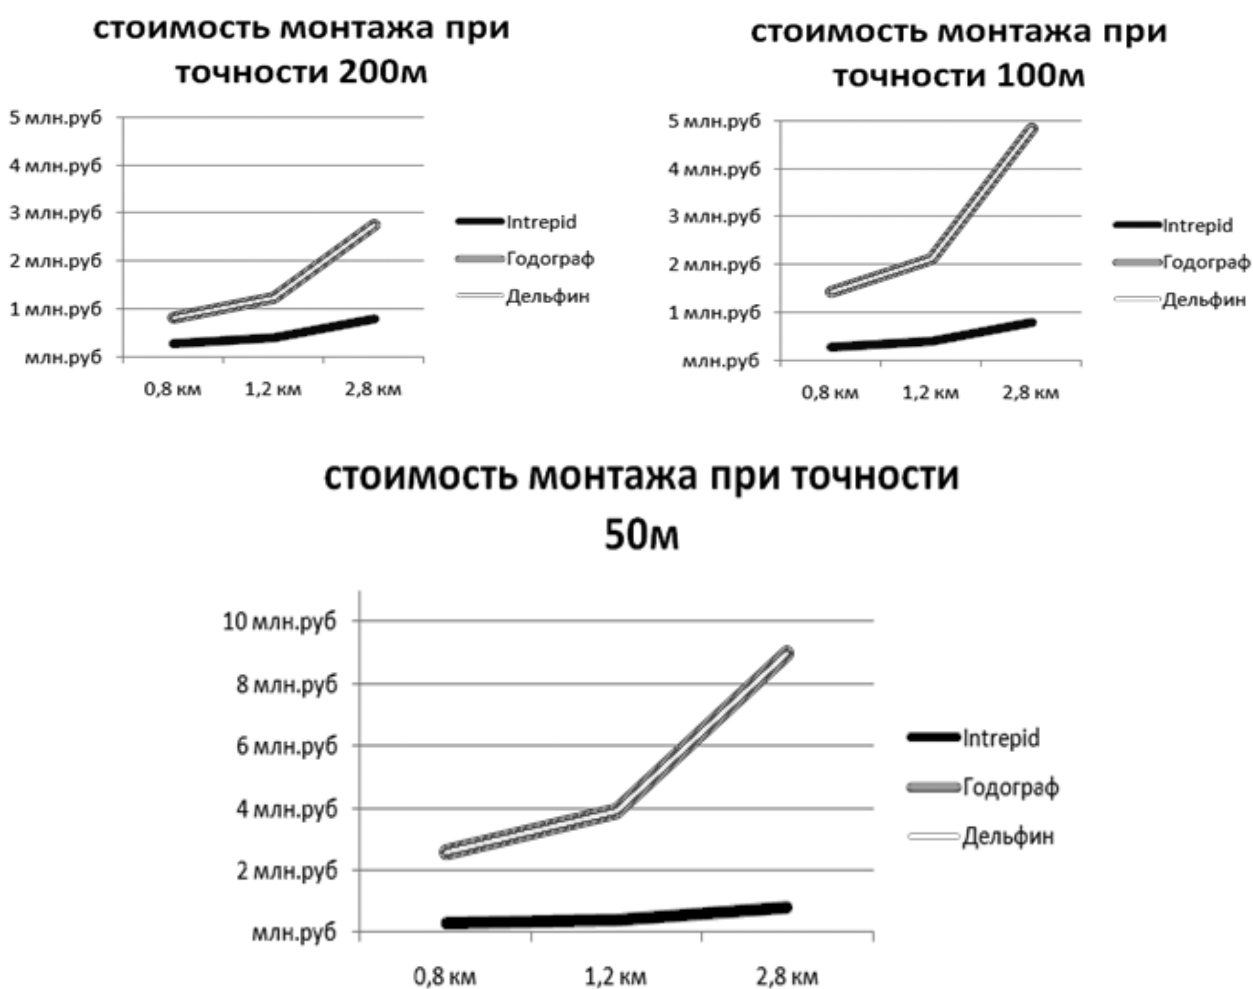 стоимость монтажа при
точности 200м
5 млн.руб
4 млн.руб
3 млн.руб
2 млн.руб
1 млн.руб
млн.руб
0,8 км
1,2 км
2,8 км
Intrepid
Годограф
Дельфин
стоимость монтажа при
точности 100м
5 млн.руб
4 млн.руб
3 млн.руб
2 млн.руб
1 млн.руб
млн.руб
0,8 км
1,2 км
2,8 км
Intrepid
Годограф
Дельфин
стоимость монтажа при точности
50м
10 млн.руб
8 млн.руб
6 млн.руб
4 млн.руб
2 млн.руб
млн.руб
0,8 км
1,2 км
2,8 км
Intrepid
Годограф
Дельфин